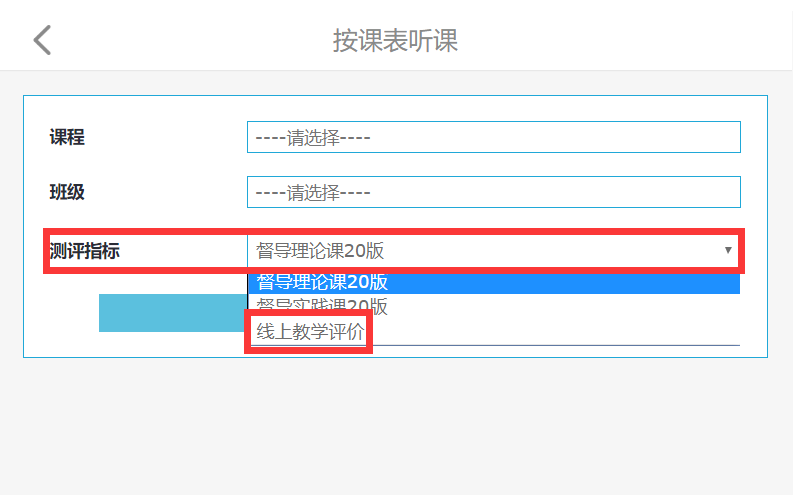 按课表听课
课程 ----请选择----
班级 ----请选择----
测评指标 督导理论课20版
督导理论课20版
督导实践课20版
线上教学评价